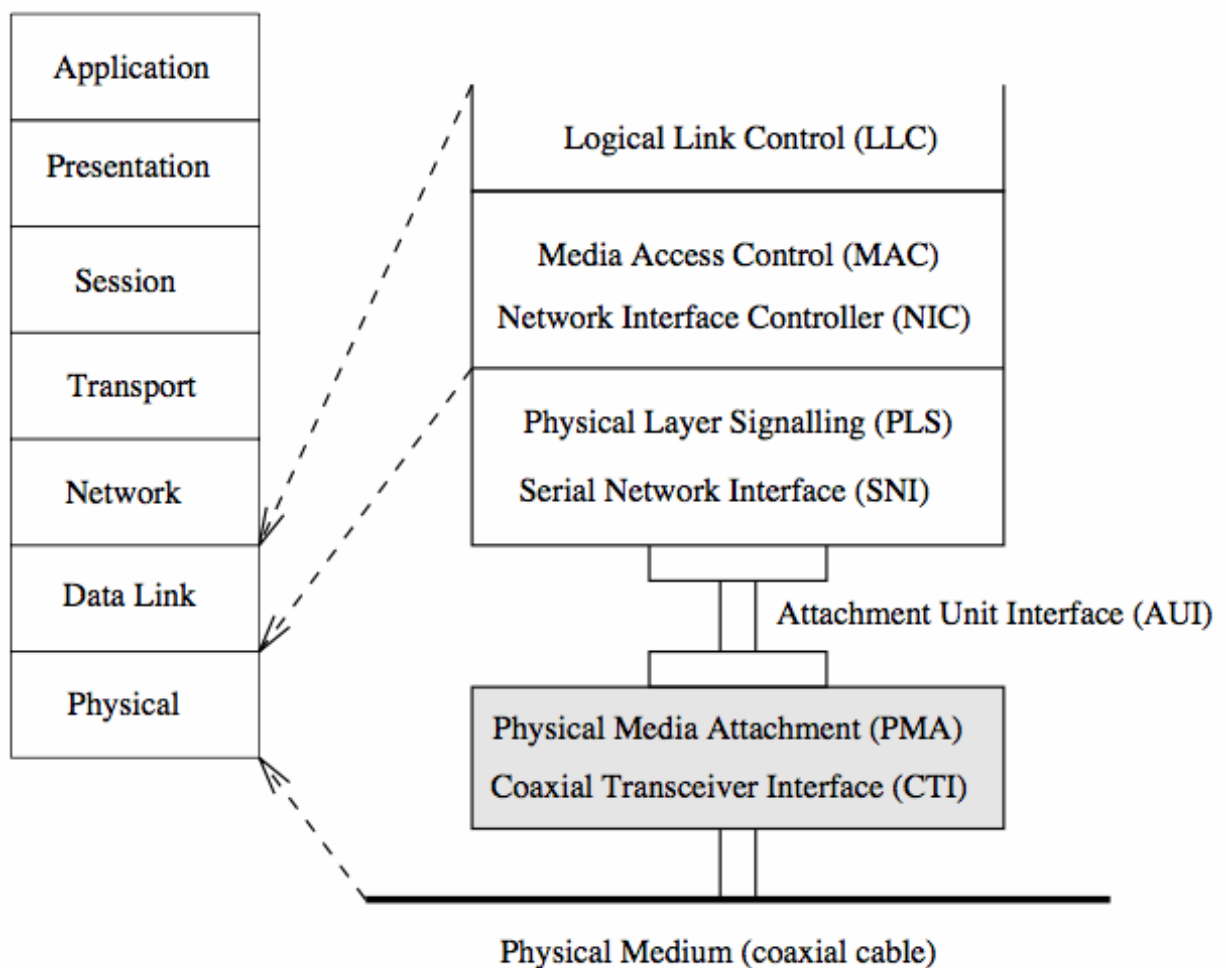 Application
Presentation
Session
Transport
Network
Data Link
Physical
Logical Link Control (LLC)
Media Access Control (MAC)
Network Interface Controller (NIC)
Physical Layer Signalling (PLS)
Serial Network Interface (SNI)
Attachment Unit Interface (AUI)
Physical Media Attachment (PMA)
Coaxial Transceiver Interface (CTI)
Physical Medium (coaxial cable)